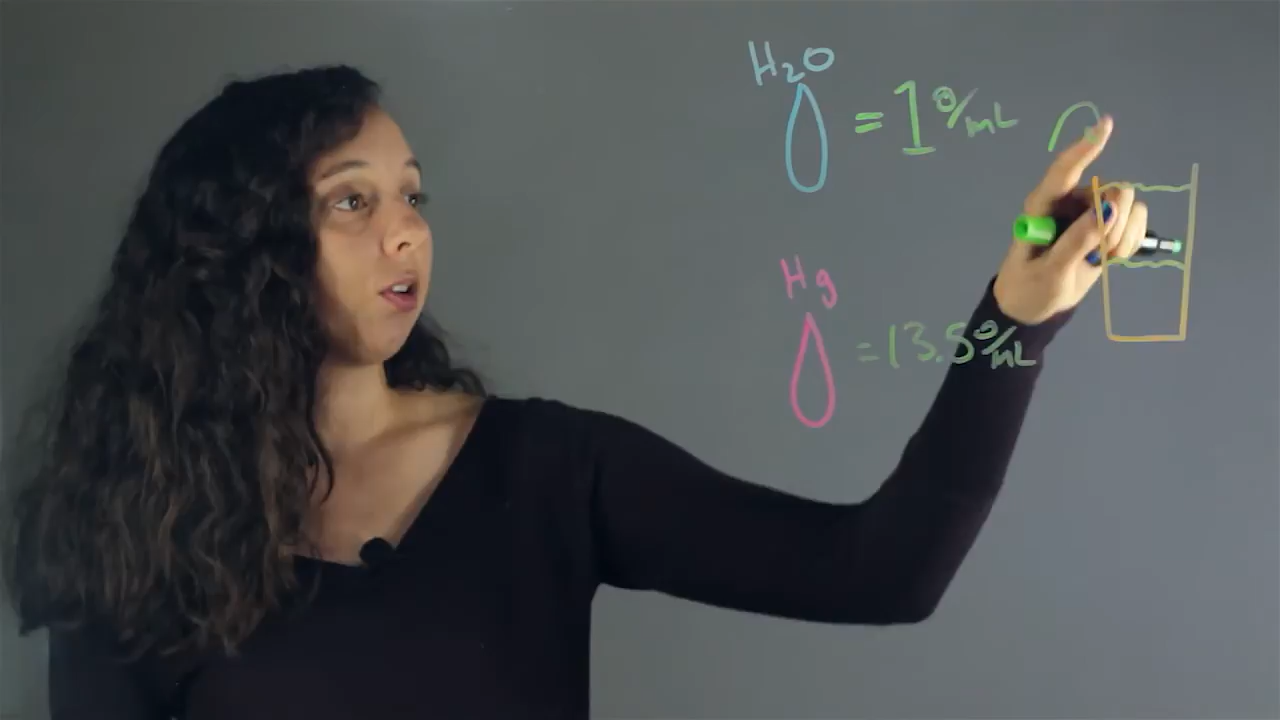 H₂O
= 1 g/mL
Hg
= 13.5 g/mL